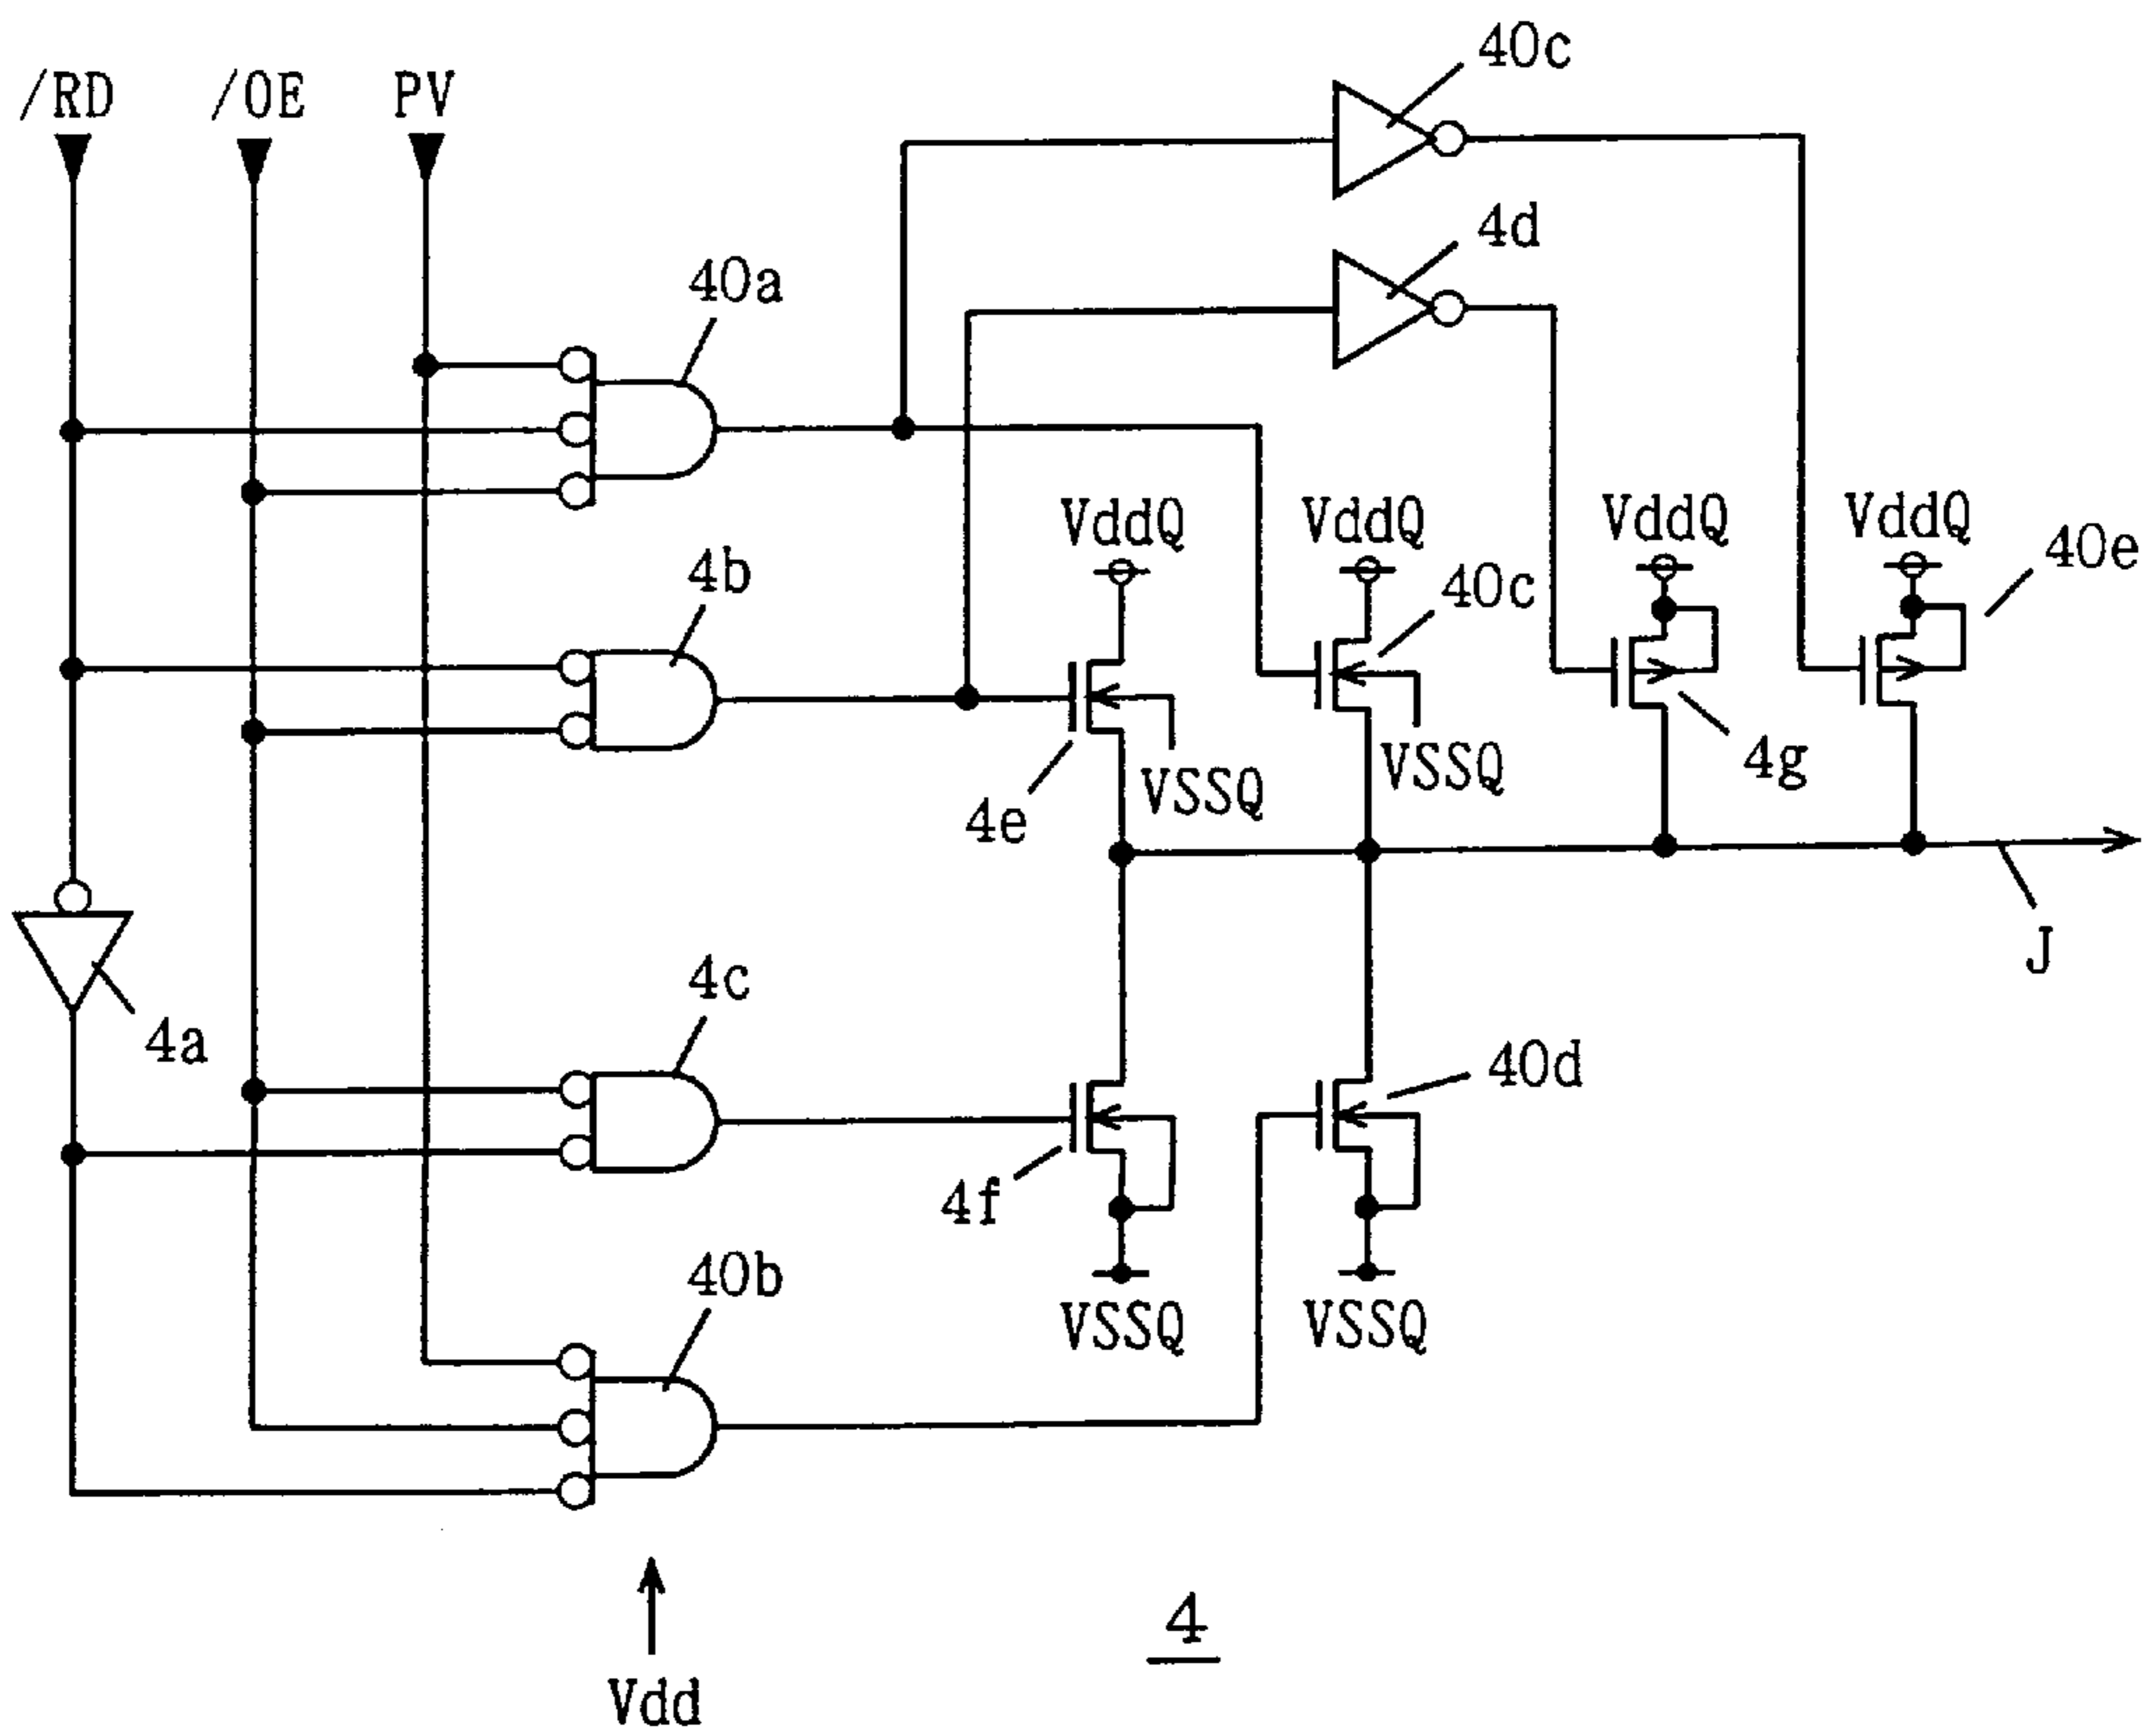 /RD /OE PV
40c
4d
40a
VddQ VddQ VddQ VddQ
40e
4b
40c
4g
VSSQ
VSSQ
4e
J
4c
4a
40d
4f
40b
VSSQ VSSQ
Vdd
4